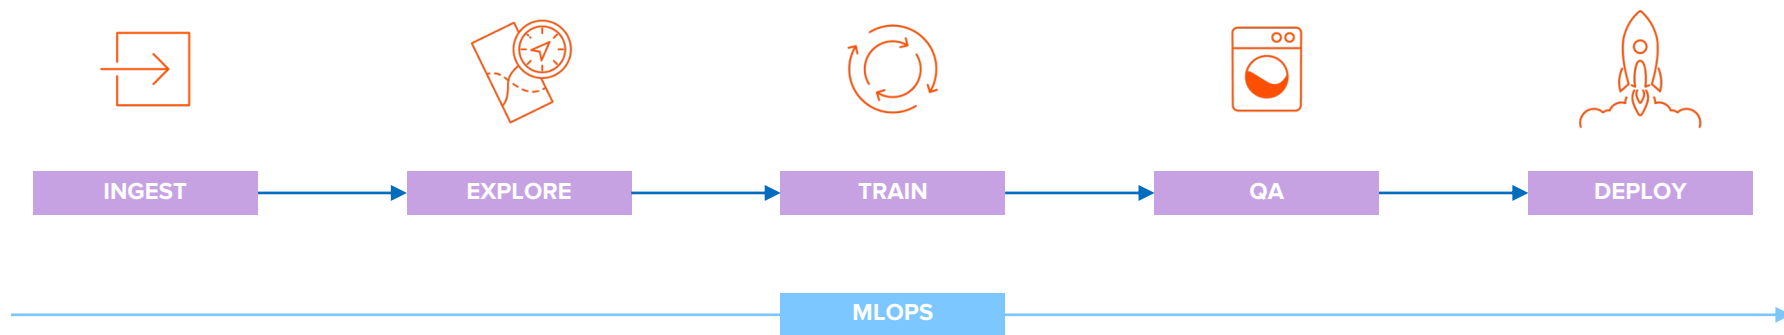 INGEST
EXPLORE
TRAIN
QA
DEPLOY
MLOPS